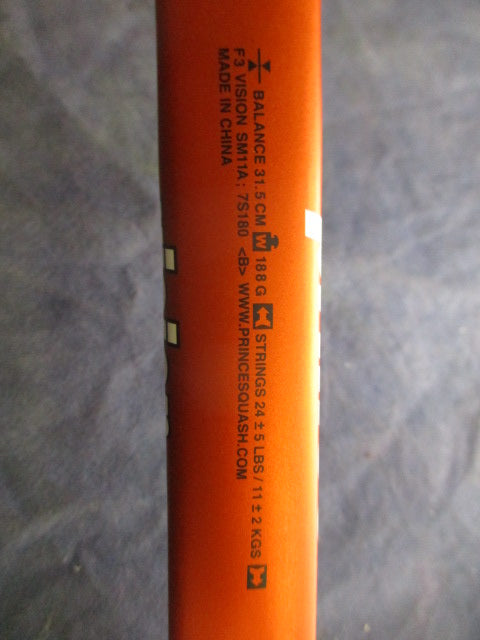 BALANCE 31.5 CM W 188 G STRINGS 24 ± 5 LBS / 11 ± 2 KGS
F3 VISION SM11A; 7S180 <B> WWW.PRINCESQUASH.COM
MADE IN CHINA